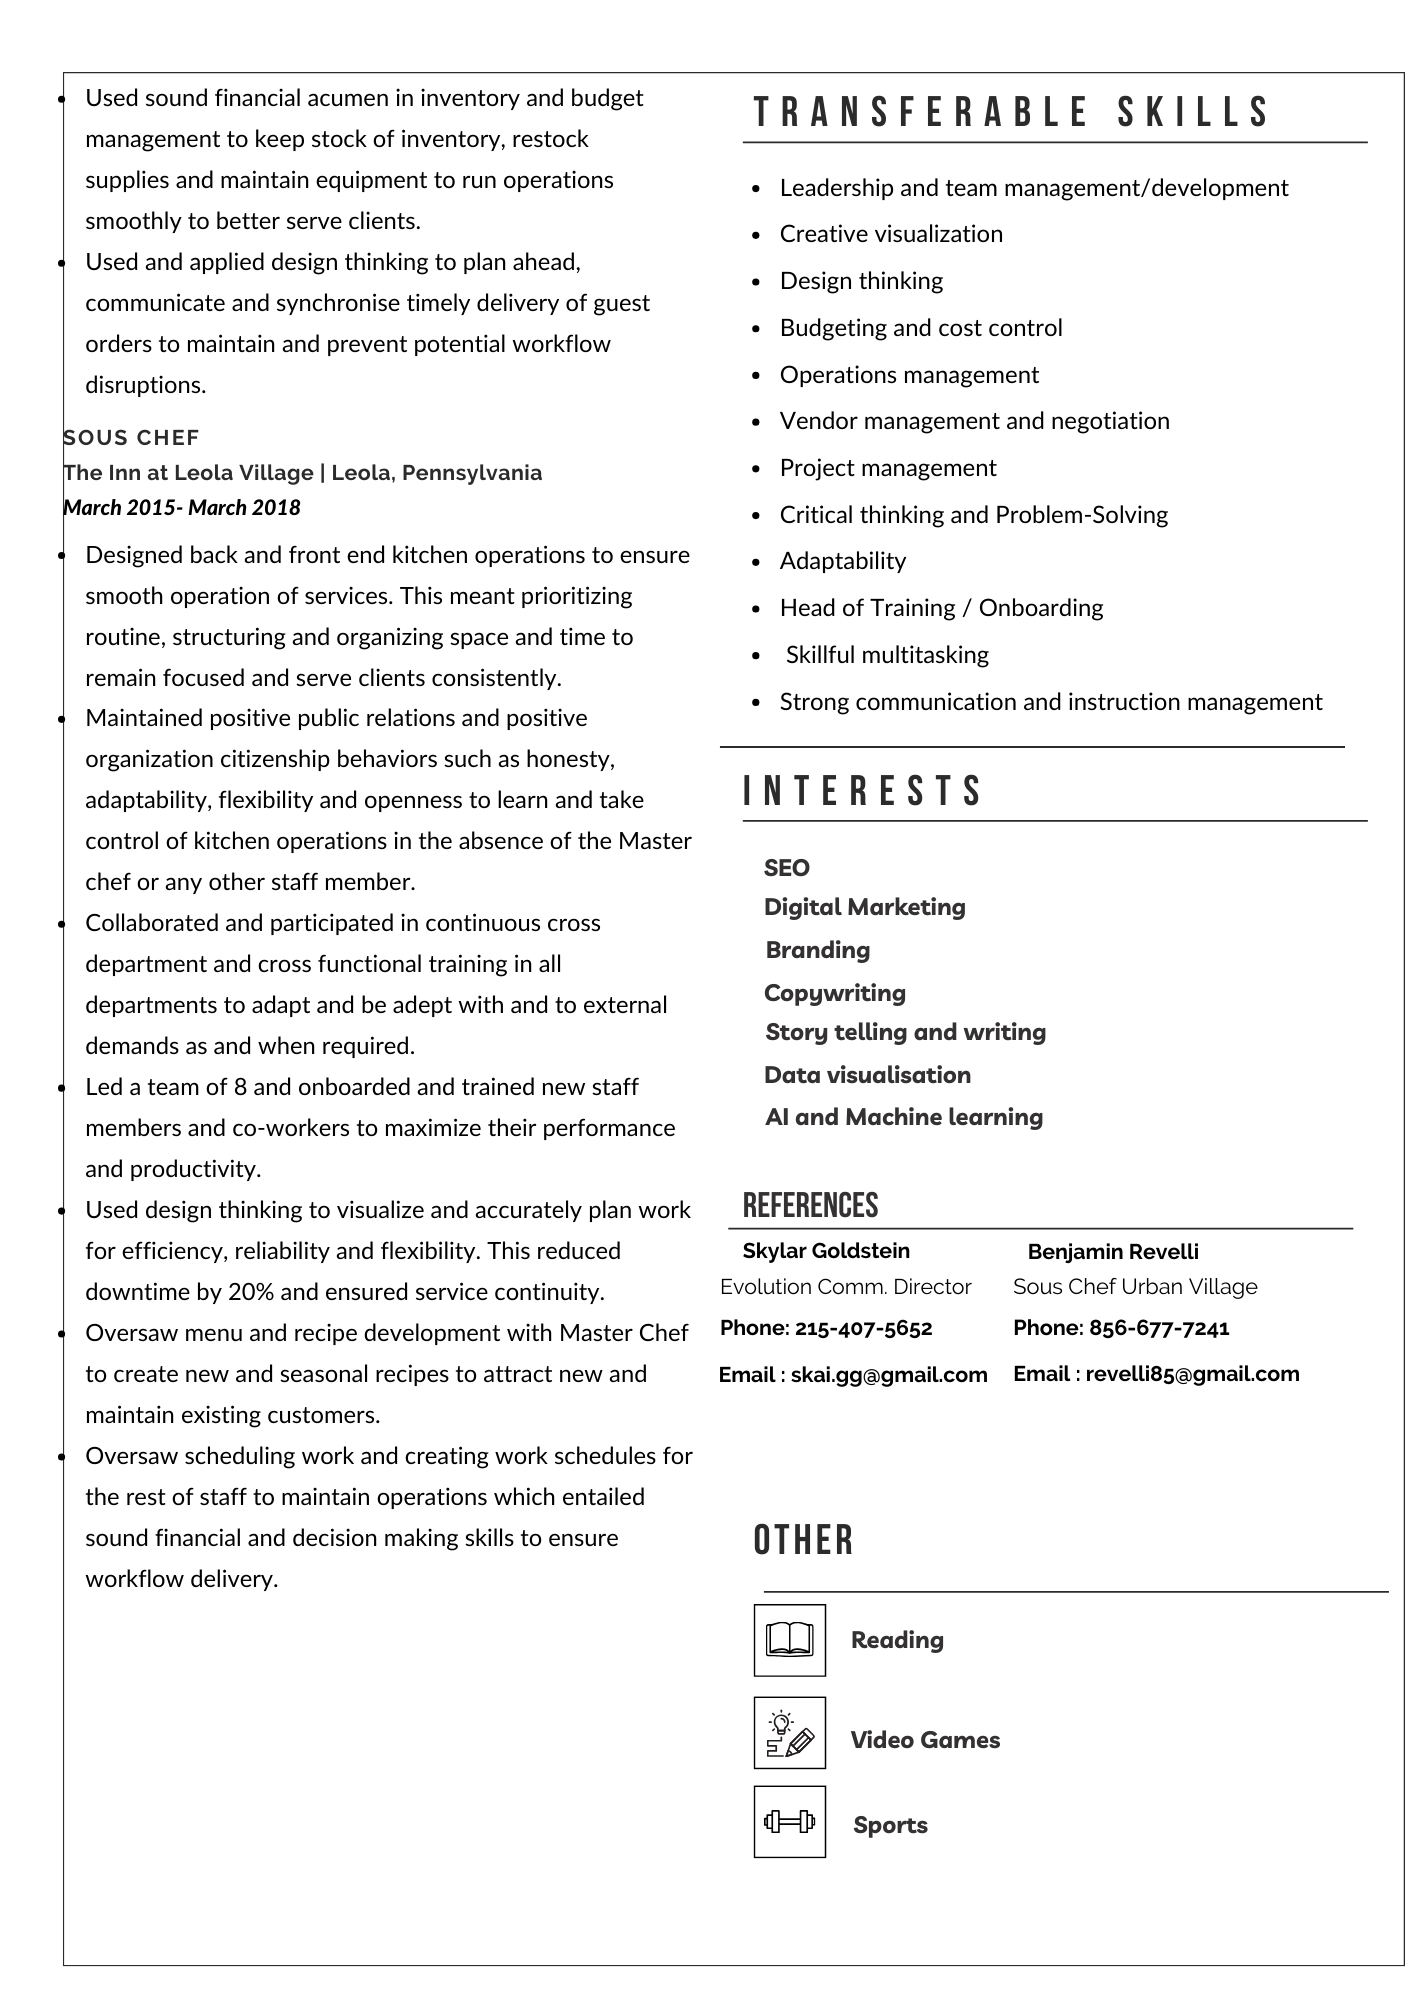 Used sound financial acumen in inventory and budget
management to keep stock of inventory, restock
supplies and maintain equipment to run operations
smoothly to better serve clients.
Used and applied design thinking to plan ahead,
communicate and synchronise timely delivery of guest
orders to maintain and prevent potential workflow
disruptions.
SOUS CHEF
The Inn at Leola Village | Leola, Pennsylvania
March 2015- March 2018
Designed back and front end kitchen operations to ensure
smooth operation of services. This meant prioritizing
routine, structuring and organizing space and time to
remain focused and serve clients consistently.
Maintained positive public relations and positive
organization citizenship behaviors such as honesty,
adaptability, flexibility and openness to learn and take
control of kitchen operations in the absence of the Master
chef or any other staff member.
Collaborated and participated in continuous cross
department and cross functional training in all
departments to adapt and be adept with and to external
demands as and when required.
Led a team of 8 and onboarded and trained new staff
members and co-workers to maximize their performance
and productivity.
Used design thinking to visualize and accurately plan work
for efficiency, reliability and flexibility. This reduced
downtime by 20% and ensured service continuity.
Oversaw menu and recipe development with Master Chef
to create new and seasonal recipes to attract new and
maintain existing customers.
Oversaw scheduling work and creating work schedules for
the rest of staff to maintain operations which entailed
sound financial and decision making skills to ensure
workflow delivery.
TRANSFERABLE SKILLS
Leadership and team management/development
Creative visualization
Design thinking
Budgeting and cost control
Operations management
Vendor management and negotiation
Project management
Critical thinking and Problem-Solving
Adaptability
Head of Training / Onboarding
Skillful multitasking
Strong communication and instruction management
INTERESTS
SEO
Digital Marketing
Branding
Copywriting
Story telling and writing
Data visualisation
AI and Machine learning
REFERENCES
Skylar Goldstein
Evolution Comm. Director
Phone: 215-407-5652
Email : skai.gg@gmail.com
Benjamin Revelli
Sous Chef Urban Village
Phone: 856-677-7241
Email : revelli85@gmail.com
OTHER
Reading
Video Games
Sports